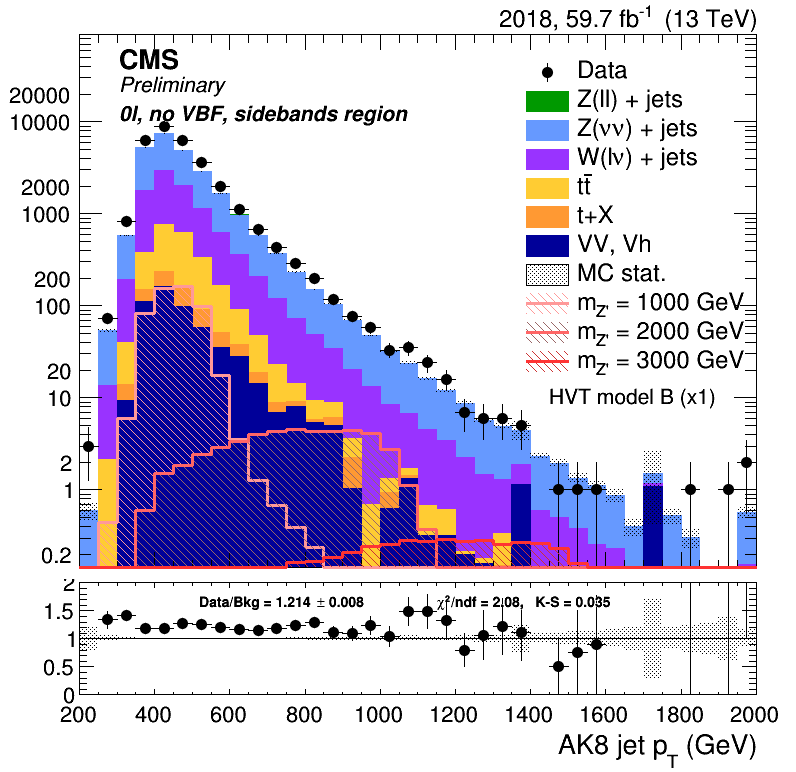 2018, 59.7 fb⁻¹ (13 TeV)
CMS
Preliminary
0l, no VBF, sidebands region
Data
Z(ll) + jets
Z(νν) + jets
W(lν) + jets
tt̄
t+X
VV, Vh
MC stat.
m_Z' = 1000 GeV
m_Z' = 2000 GeV
m_Z' = 3000 GeV
HVT model B (x1)
20000
10000
2000
1000
200
100
20
10
2
1
0.2
Data/Bkg = 1.214 ± 0.008
χ²/ndf = 2.08, K-S = 0.035
2
1.5
1
0.5
0
200 400 600 800 1000 1200 1400 1600 1800 2000
AK8 jet p_T (GeV)